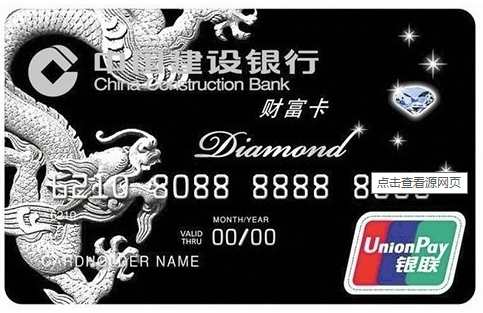 中国建设银行
China Construction Bank
财富卡
Diamond
6210 8088 8888 8
点击查看源网页
6210
MONTH/YEAR
VALID THRU 00/00
CARDHOLDER NAME
UnionPay
银联